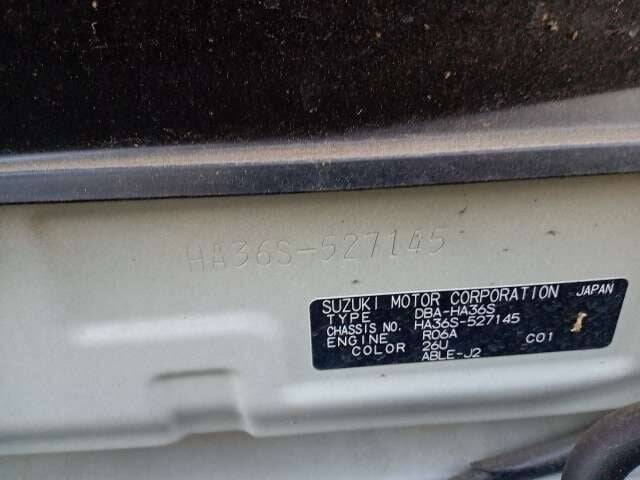 HA36S-527145
SUZUKI MOTOR CORPORATION JAPAN
TYPE DBA-HA36S
CHASSIS NO. HA36S-527145
ENGINE R06A
COLOR 26U C01
ABLE-J2